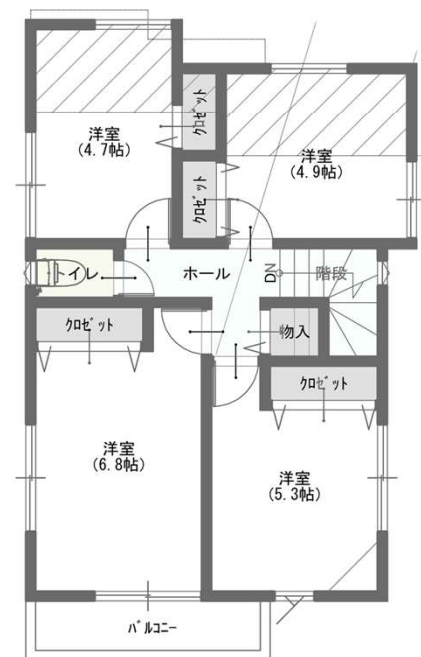 洋室
(4.7帖)
クロゼット
洋室
(4.9帖)
クロゼット
トイレ
ホール
DN
階段
クロゼット
物入
クロゼット
洋室
(6.8帖)
洋室
(5.3帖)
バルコニー